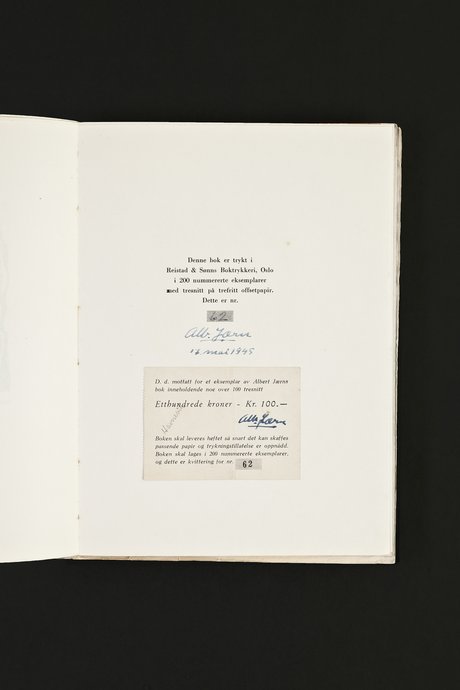 Denne bok er trykt i
Reistad & Sønns Boktrykkeri, Oslo
i 200 nummererte eksemplarer
med tresnitt på trefritt offsetpapir.
Dette er nr.
62
Alb. Jærn
16 mai 1945
D. d. mottatt for et eksemplar av Albert Jærns
bok inneholdende noe over 100 tresnitt
Etthundrede kroner - Kr. 100.—
Alb. Jærn
Boken skal leveres heftet så snart det kan skaffes
passende papir og trykningstillatelse er oppnådd.
Boken skal lages i 200 nummererte eksemplarer,
og dette er kvittering for nr. 62